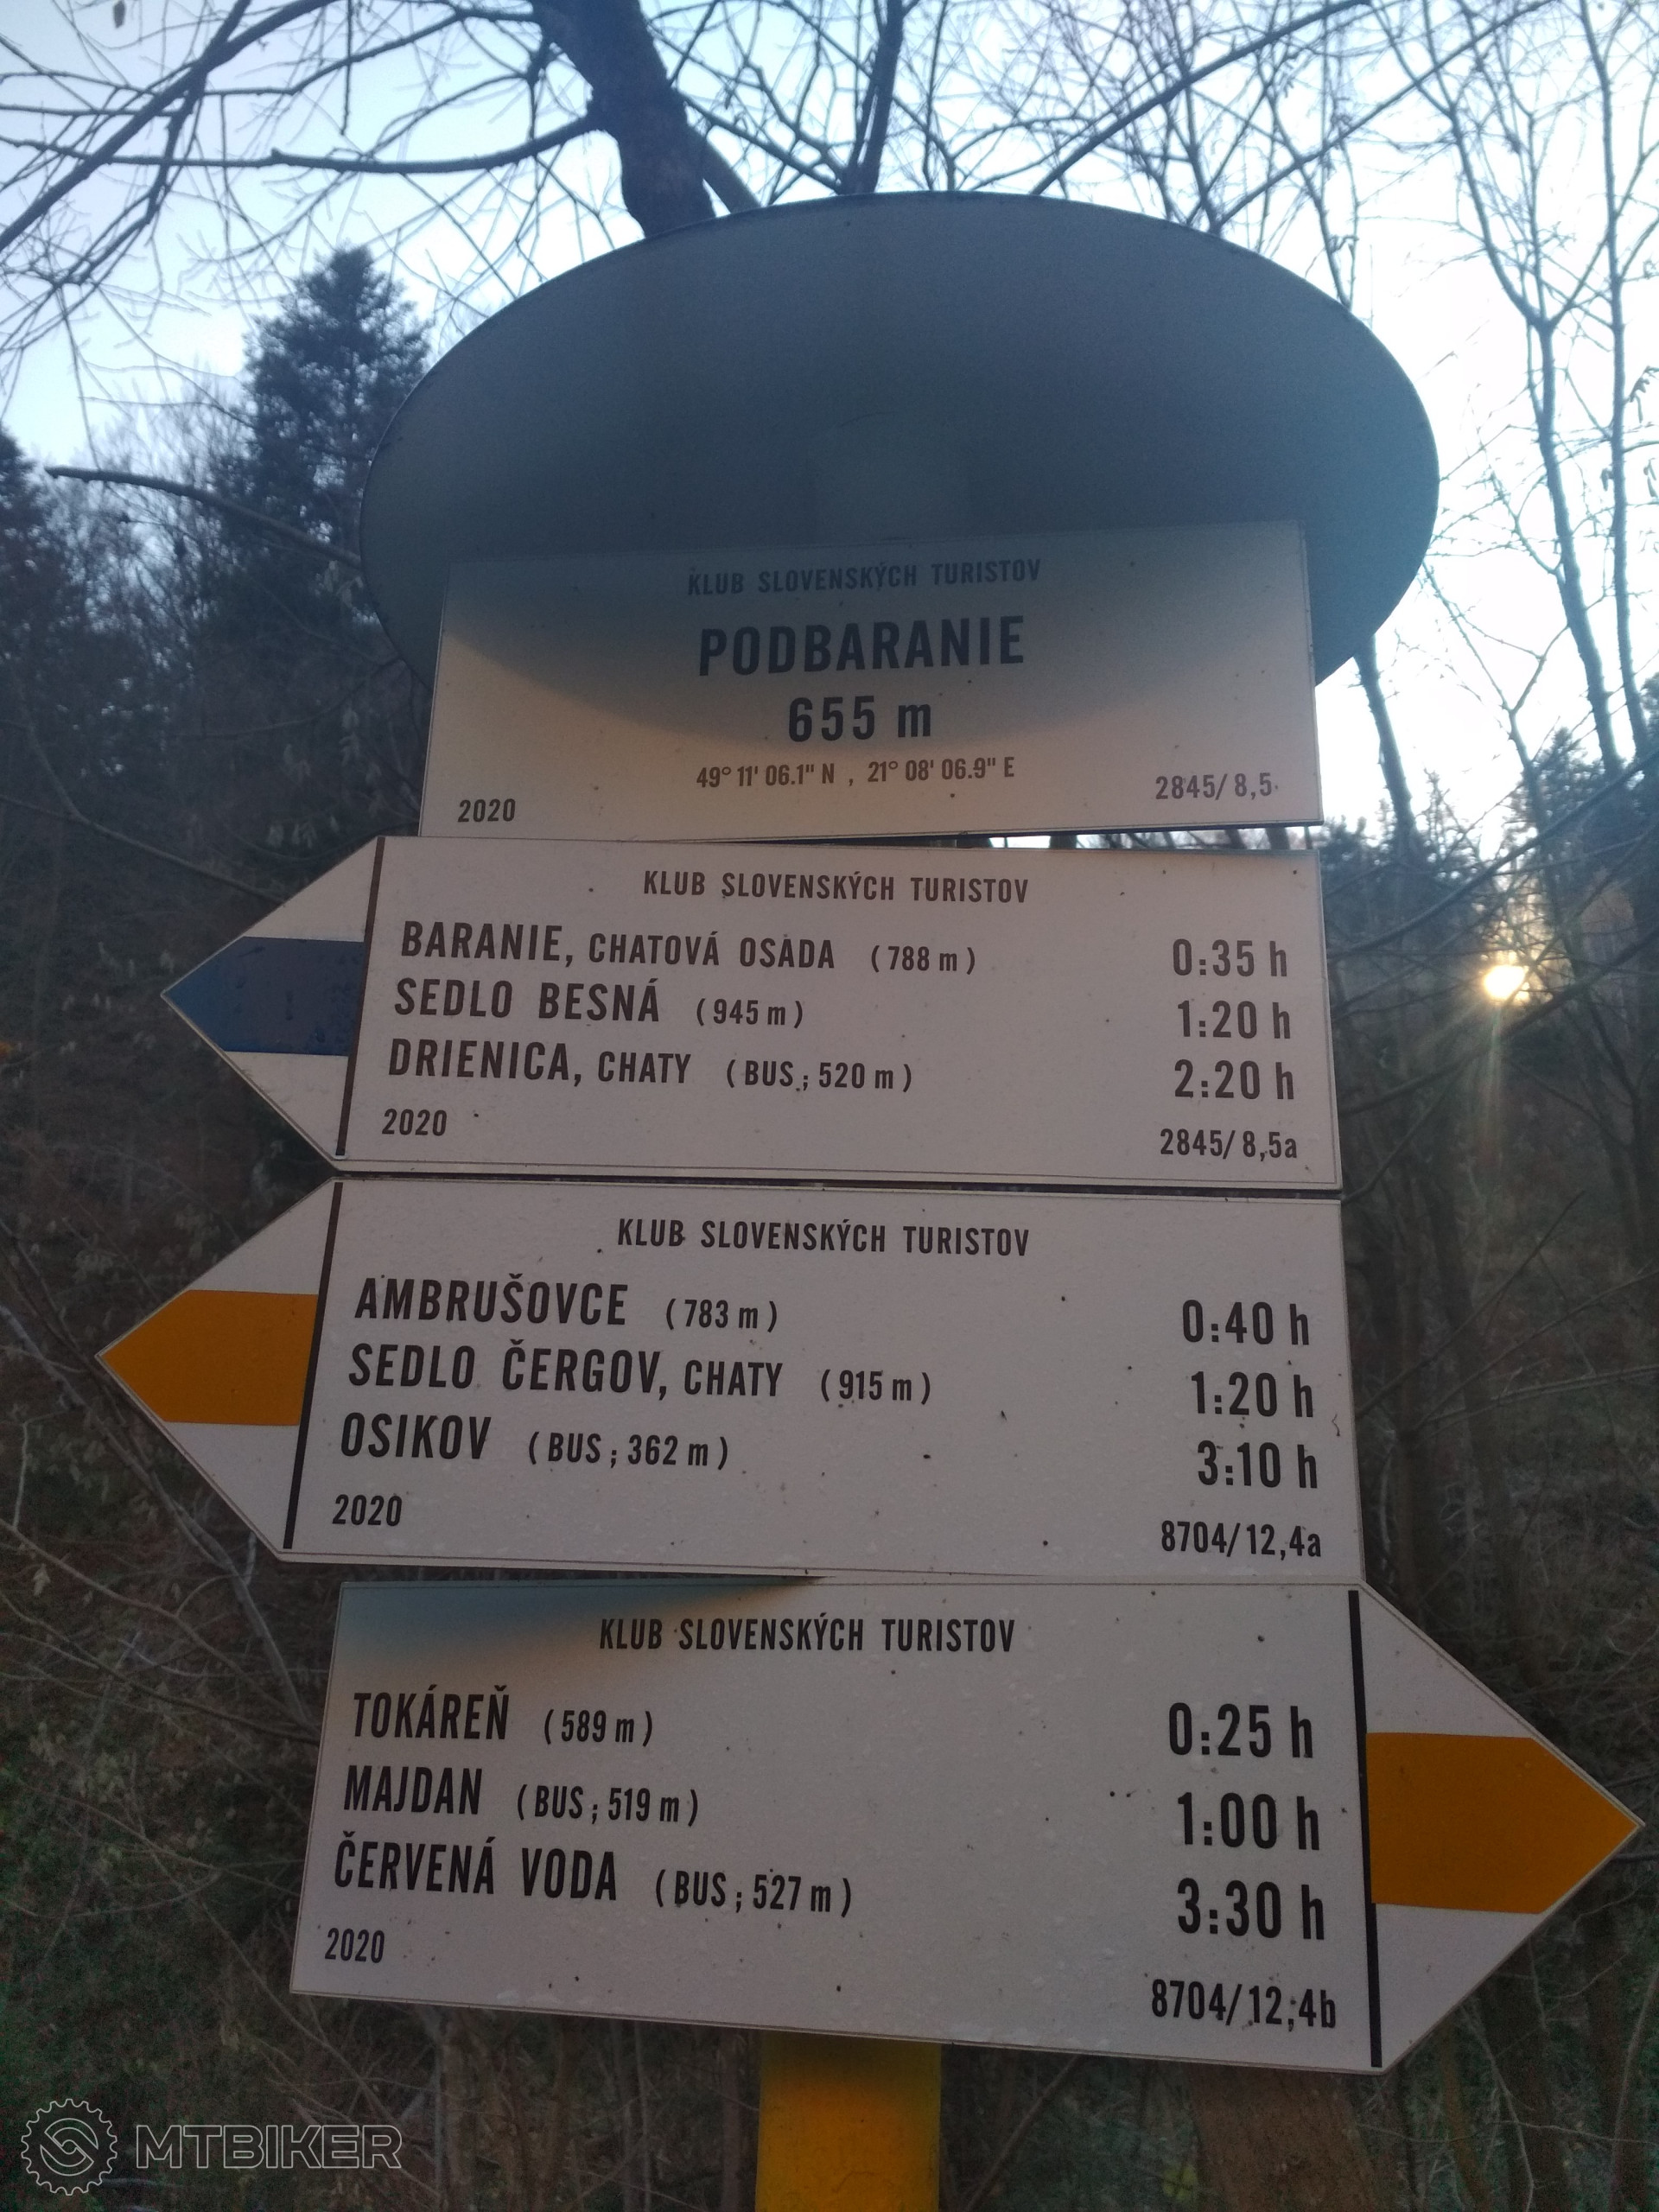 KLUB SLOVENSKÝCH TURISTOV
PODBARANIE
655 m
49° 11' 06.1" N , 21° 08' 06.9" E
2020 2845/ 8,5
KLUB SLOVENSKÝCH TURISTOV
BARANIE, CHATOVÁ OSADA (788 m) 0:35 h
SEDLO BESNÁ (945 m) 1:20 h
DRIENICA, CHATY (BUS ; 520 m) 2:20 h
2020 2845/ 8,5a
KLUB SLOVENSKÝCH TURISTOV
AMBRUŠOVCE (783 m) 0:40 h
SEDLO ČERGOV, CHATY (915 m) 1:20 h
OSIKOV (BUS ; 362 m) 3:10 h
2020 8704/ 12,4a
KLUB SLOVENSKÝCH TURISTOV
TOKÁREŇ (589 m) 0:25 h
MAJDAN (BUS ; 519 m) 1:00 h
ČERVENÁ VODA (BUS ; 527 m) 3:30 h
2020 8704/ 12,4b
MTBIKER